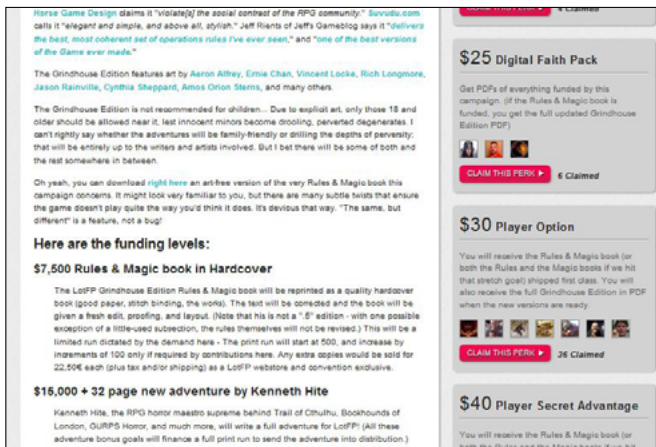 Horse Game Design claims it "violate[s] the social contract of the RPG community." Suvudu.com
calls it "elegant and simple, and above all, stylish." Jeff Rients of Jeff's Gameblog says it "delivers
the best, most coherent set of operations rules I've ever seen," and "one of the best versions
of the Game ever made."
The Grindhouse Edition features art by Aeron Alfrey, Ernie Chan, Vincent Locke, Rich Longmore,
Jason Rainville, Cynthia Sheppard, Amos Orion Sterns, and many others.
The Grindhouse Edition is not recommended for children... Due to explicit art, only those 18 and
older should be allowed near it, lest innocent minors become drooling, perverted degenerates. I
can't rightly say whether the adventures will be family-friendly or drilling the depths of perversity;
that will be entirely up to the writers and artists involved. But I bet there will be some of both and
the rest somewhere in between.
Oh yeah, you can download right here an art-free version of the very Rules & Magic book this
campaign concerns. It might look very familiar to you, but there are many subtle twists that ensure
the game doesn't play quite the way you'd think it does. It's devious that way. "The same, but
different" is a feature, not a bug!
Here are the funding levels:
$7,500 Rules & Magic book in Hardcover
The LotFP Grindhouse Edition Rules & Magic book will be reprinted as a quality hardcover
book (good paper, stitch binding, the works). The text will be corrected and the book will be
given a fresh edit, proofing, and layout. (Note that his is not a ".5" edition - with one possible
exception of a little-used subsection, the rules themselves will not be revised.) This will be a
limited run dictated by the demand here - The print run will start at 500, and increase by
increments of 100 only if required by contributions here. Any extra copies would be sold for
22,50€ each (plus tax and/or shipping) as a LotFP webstore and convention exclusive.
$15,000 + 32 page new adventure by Kenneth Hite
Kenneth Hite, the RPG horror maestro supreme behind Trail of Cthulhu, Bookhounds of
London, GURPS Horror, and much more, will write a full adventure for LotFP! (All these
adventure bonus goals will finance a full print run to send the adventure into distribution.)
Claimed
$25 Digital Faith Pack
Get PDFs of everything funded by this
campaign. (if the Rules & Magic book is
funded, you get the full updated Grindhouse
Edition PDF)
CLAIM THIS PERK
6 Claimed
$30 Player Option
You will receive the Rules & Magic book (or
both the Rules and the Magic books if we hit
that stretch goal) shipped first class. You will
also receive the full Grindhouse Edition in PDF
when the new versions are ready
CLAIM THIS PERK
36 Claimed
$40 Player Secret Advantage
You will receive the Rules & Magic book (or